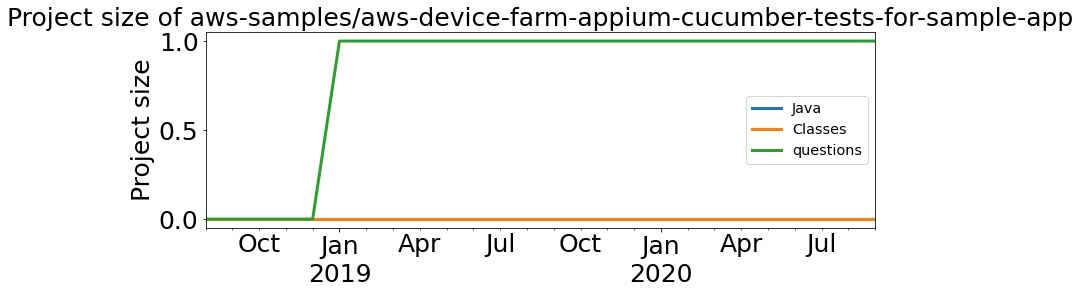 Project size of aws-samples/aws-device-farm-appium-cucumber-tests-for-sample-app
Project size
1.0
0.5
0.0
Java
Classes
questions
Oct Jan Apr Jul Oct Jan Apr Jul
2019 2020